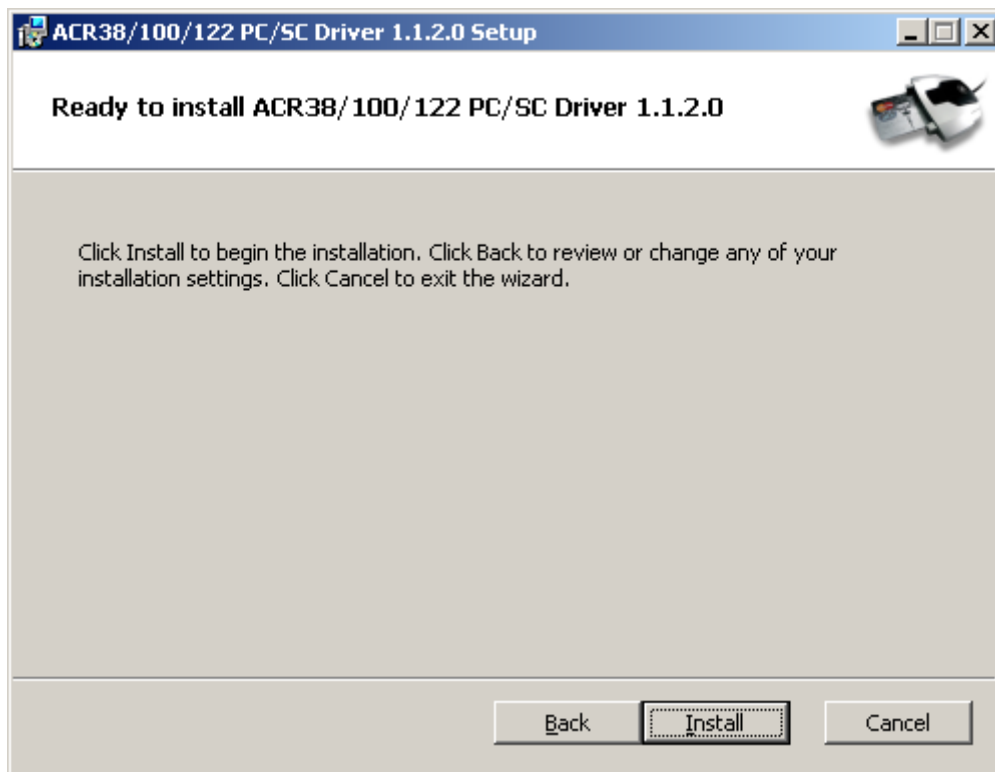 ACR38/100/122 PC/SC Driver 1.1.2.0 Setup
Ready to install ACR38/100/122 PC/SC Driver 1.1.2.0
Click Install to begin the installation. Click Back to review or change any of your
installation settings. Click Cancel to exit the wizard.
Back Install Cancel